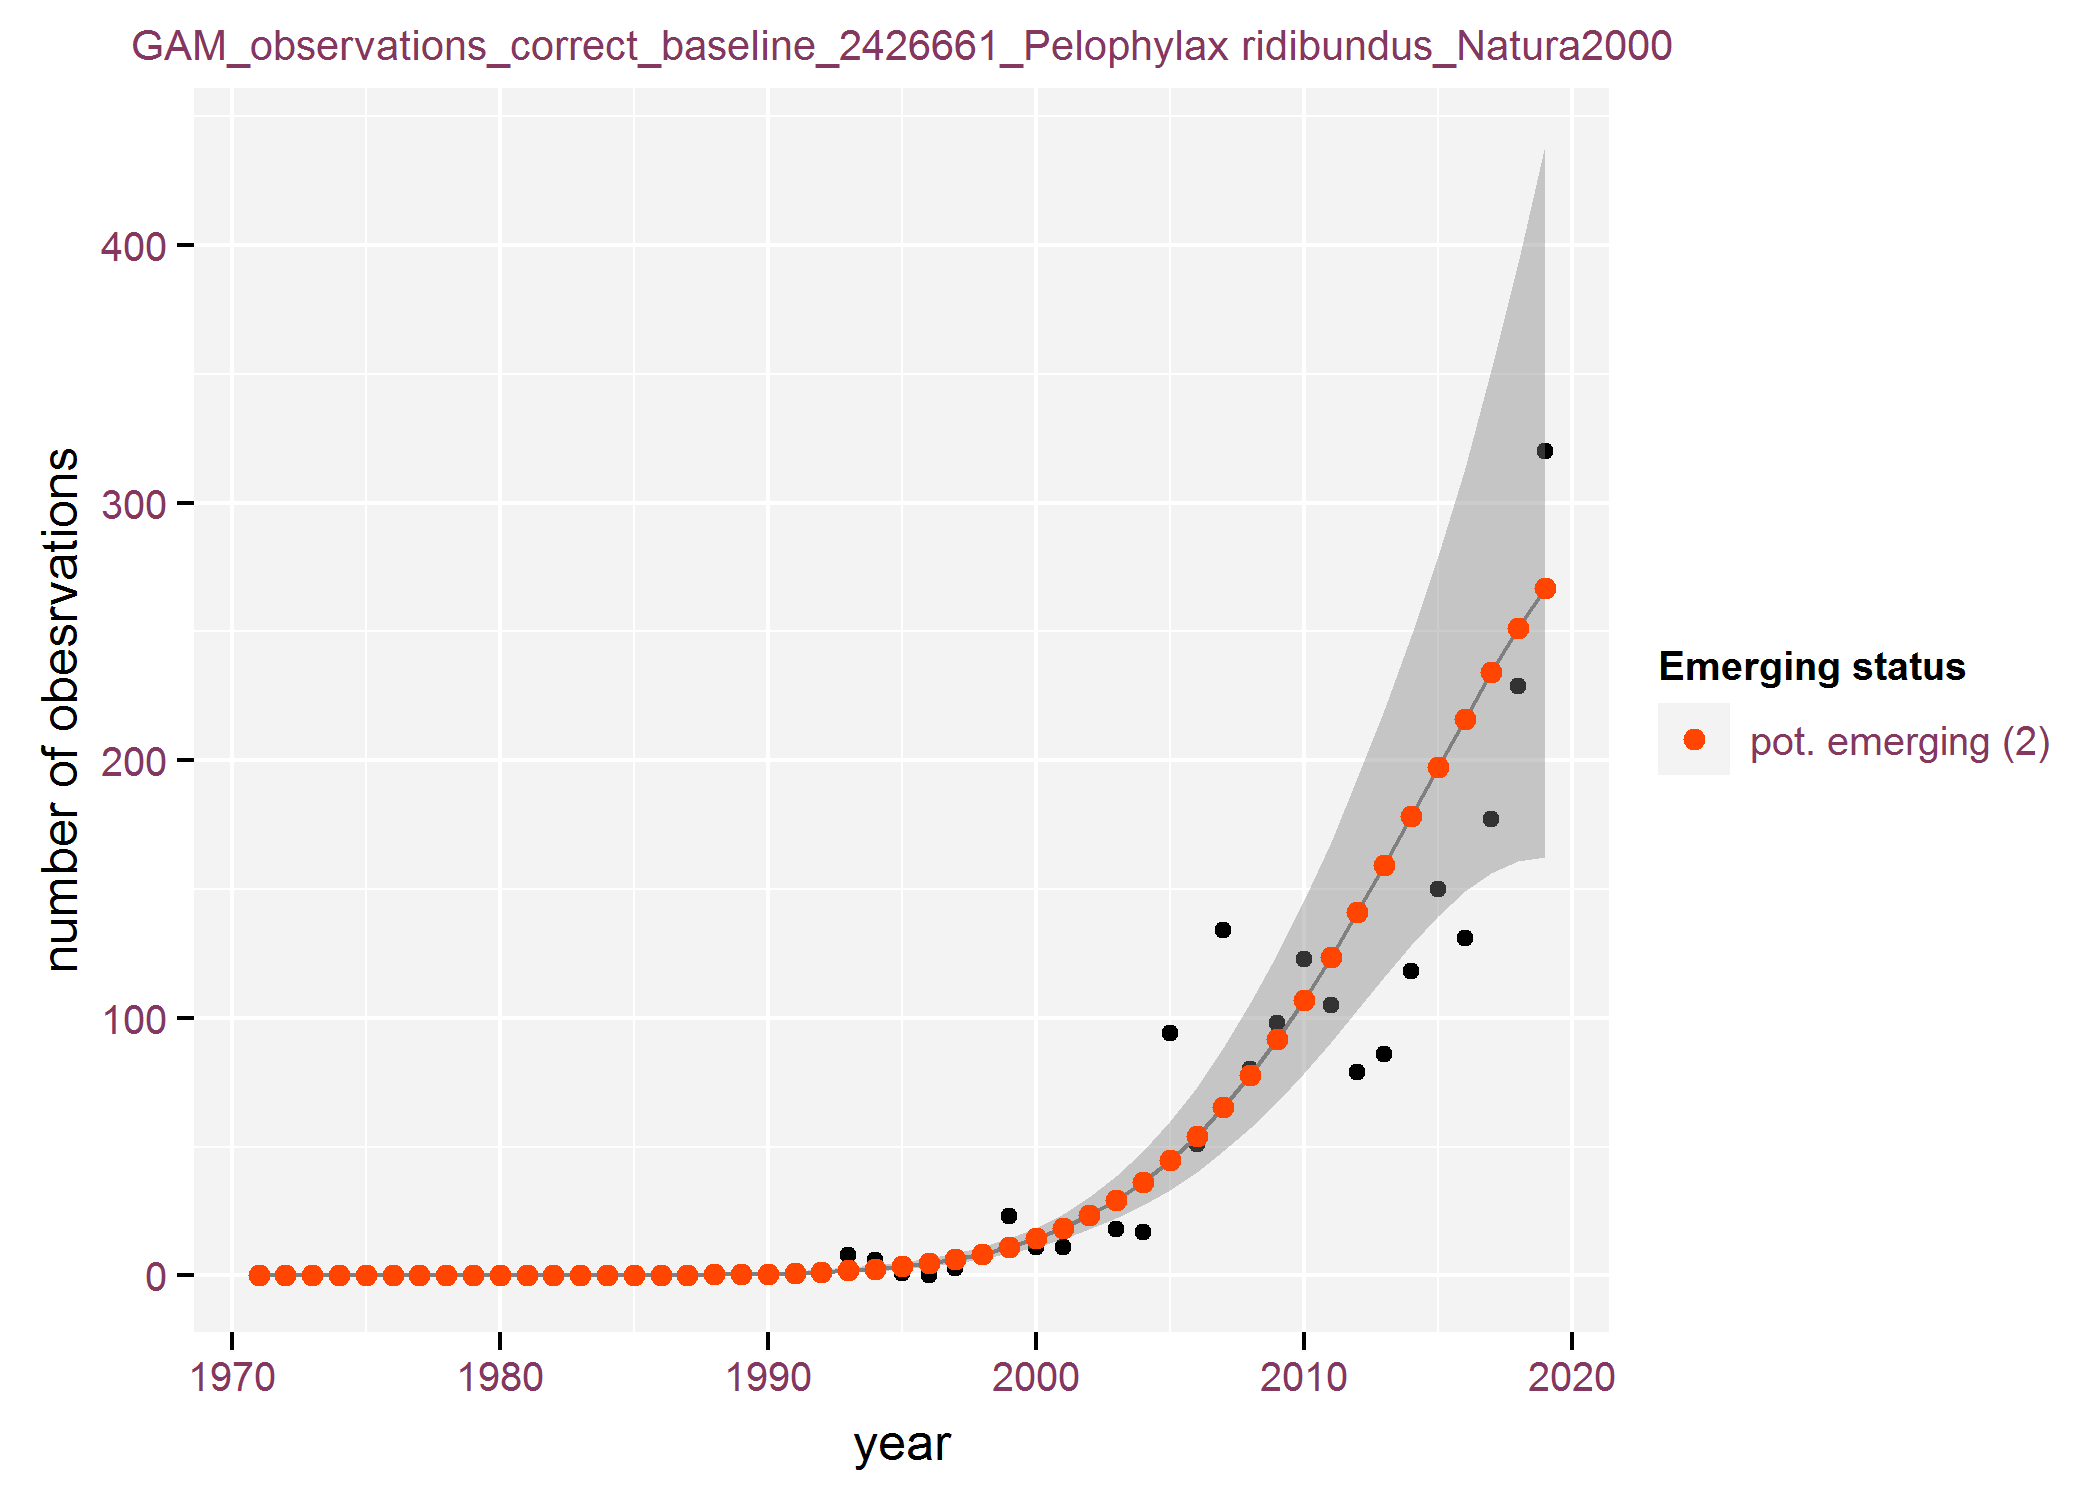 GAM_observations_correct_baseline_2426661_Pelophylax ridibundus_Natura2000
number of obesrvations
400
300
200
100
0
1970 1980 1990 2000 2010 2020
year
Emerging status
pot. emerging (2)